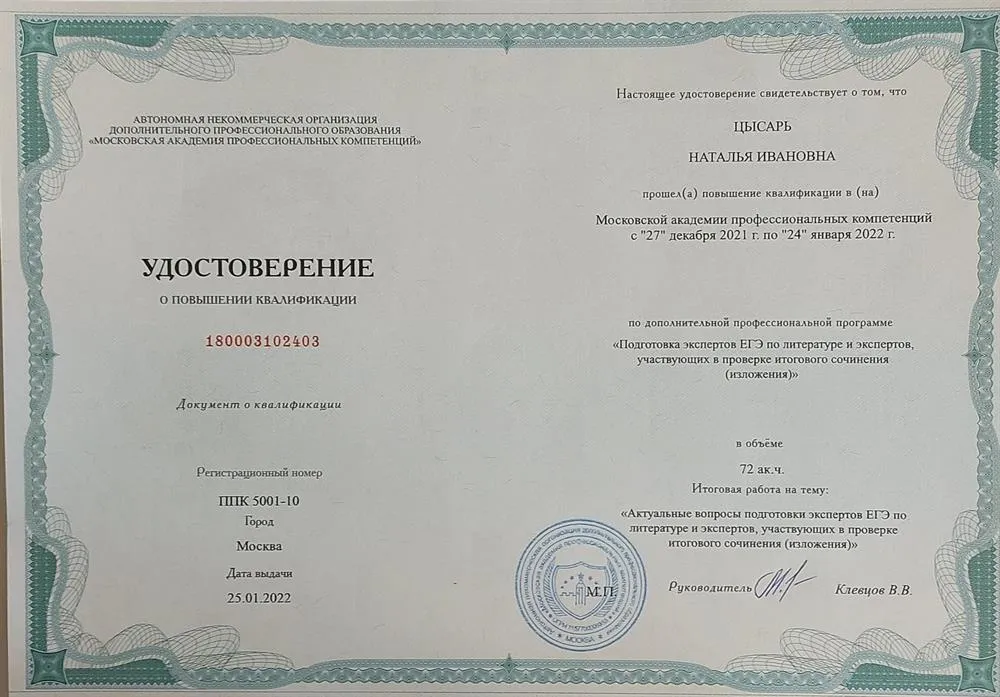 АВТОНОМНАЯ НЕКОММЕРЧЕСКАЯ ОРГАНИЗАЦИЯ
ДОПОЛНИТЕЛЬНОГО ПРОФЕССИОНАЛЬНОГО ОБРАЗОВАНИЯ
«МОСКОВСКАЯ АКАДЕМИЯ ПРОФЕССИОНАЛЬНЫХ КОМПЕТЕНЦИЙ»
УДОСТОВЕРЕНИЕ
О ПОВЫШЕНИИ КВАЛИФИКАЦИИ
180003102403
Документ о квалификации
Регистрационный номер
ППК 5001-10
Город
Москва
Дата выдачи
25.01.2022
Настоящее удостоверение свидетельствует о том, что
ЦЫСАРЬ
НАТАЛЬЯ ИВАНОВНА
прошел(а) повышение квалификации в (на)
Московской академии профессиональных компетенций
с "27" декабря 2021 г. по "24" января 2022 г.
по дополнительной профессиональной программе
«Подготовка экспертов ЕГЭ по литературе и экспертов,
участвующих в проверке итогового сочинения
(изложения)»
в объёме
72 ак.ч.
Итоговая работа на тему:
«Актуальные вопросы подготовки экспертов ЕГЭ по
литературе и экспертов, участвующих в проверке
итогового сочинения (изложения)»
М.П.
Руководитель
Клевцов В.В.
МОСКВА